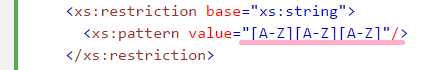 <xs:restriction base="xs:string">
<xs:pattern value="[A-Z][A-Z][A-Z]"/>
</xs:restriction>